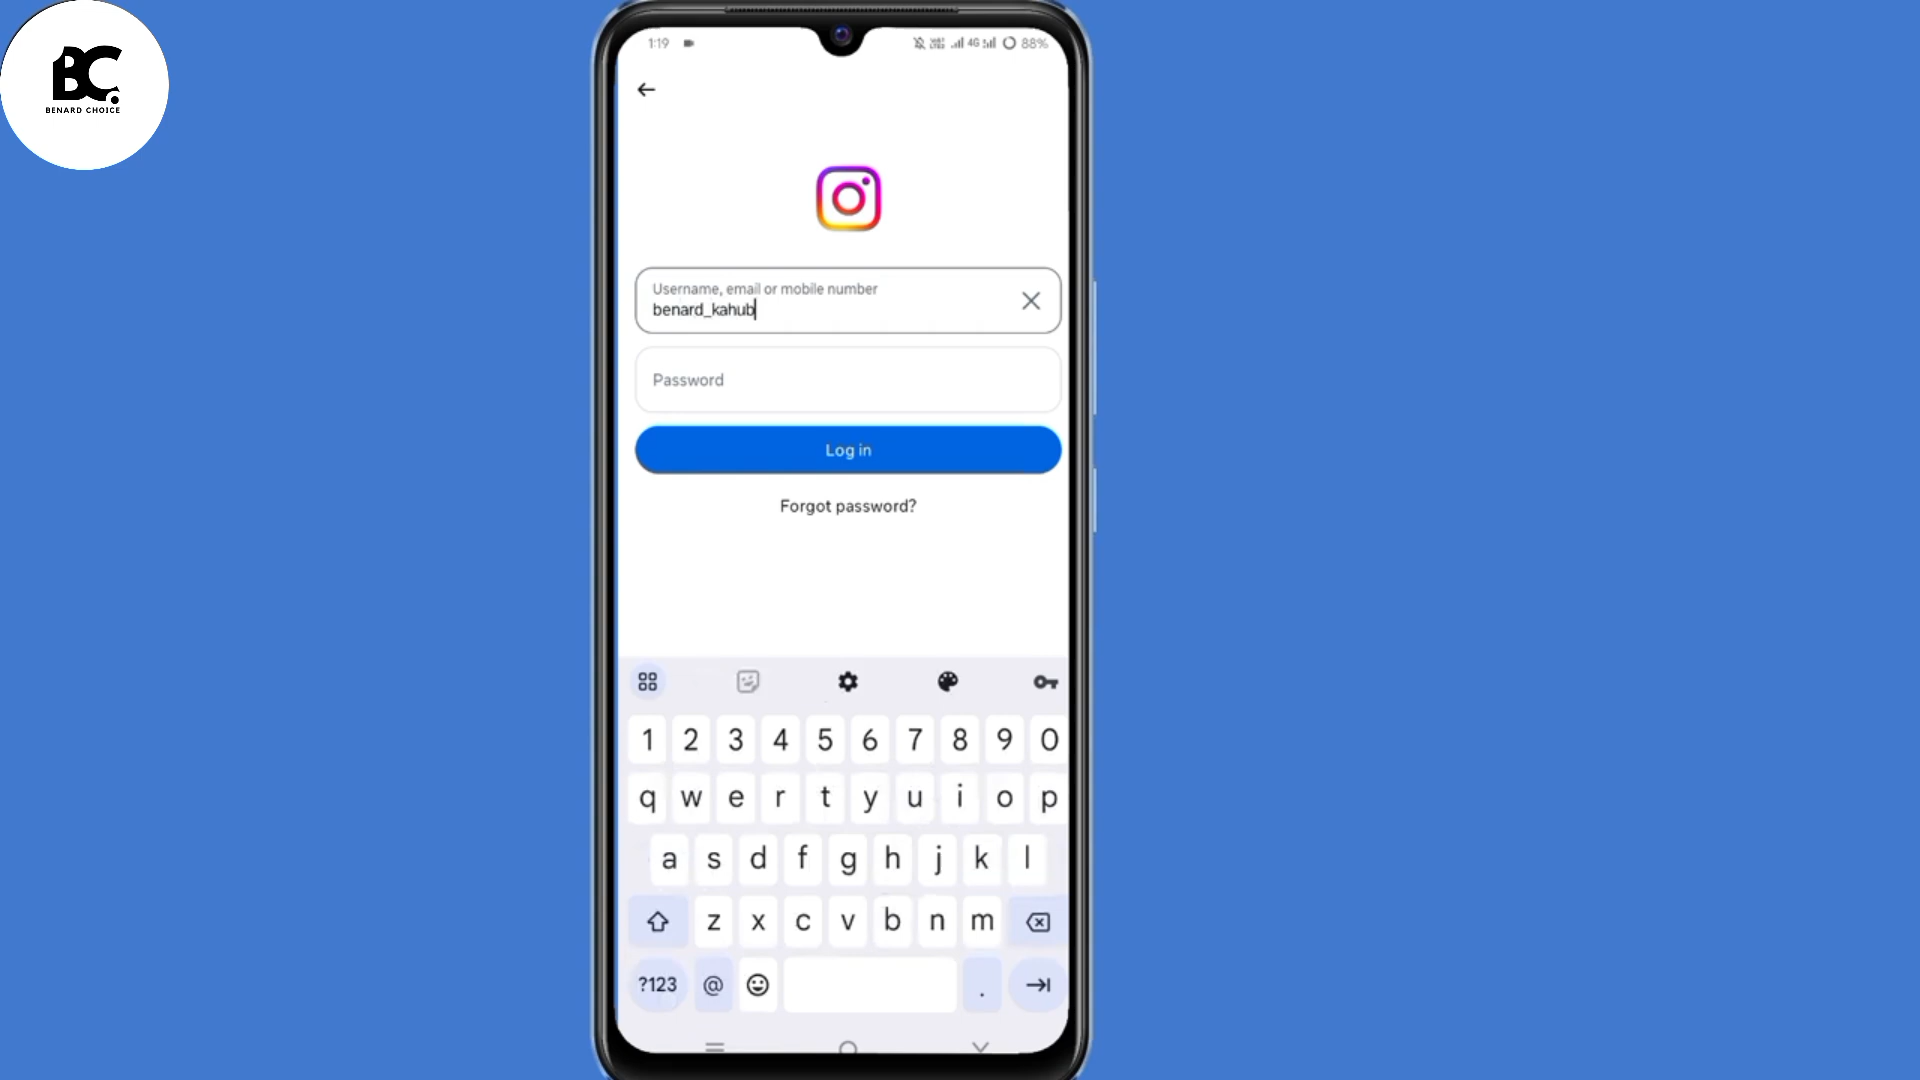 BC.
BENARD CHOICE
1:19
4G 88%
Username, email or mobile number
benard_kahub
Password
Log in
Forgot password?
1 2 3 4 5 6 7 8 9 0
q w e r t y u i o p
a s d f g h j k l
z x c v b n m
?123 @ .